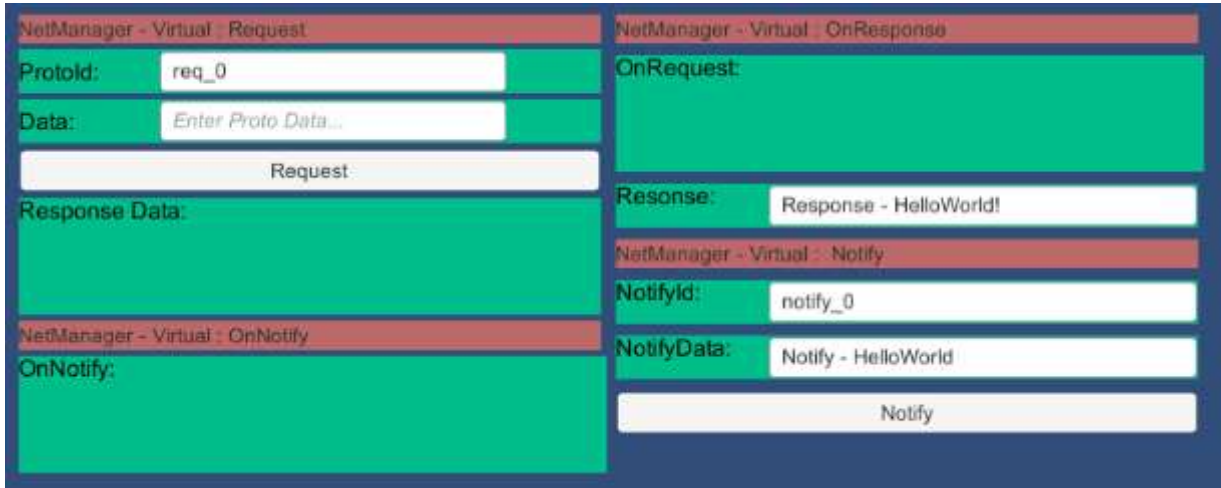 NetManager - Virtual : Request
ProtoId:
req_0
Data:
Enter Proto Data...
Request
Response Data:
NetManager - Virtual : OnNotify
OnNotify:
NetManager - Virtual : OnResponse
OnRequest:
Resonse:
Response - HelloWorld!
NetManager - Virtual :  Notify
NotifyId:
notify_0
NotifyData:
Notify - HelloWorld
Notify